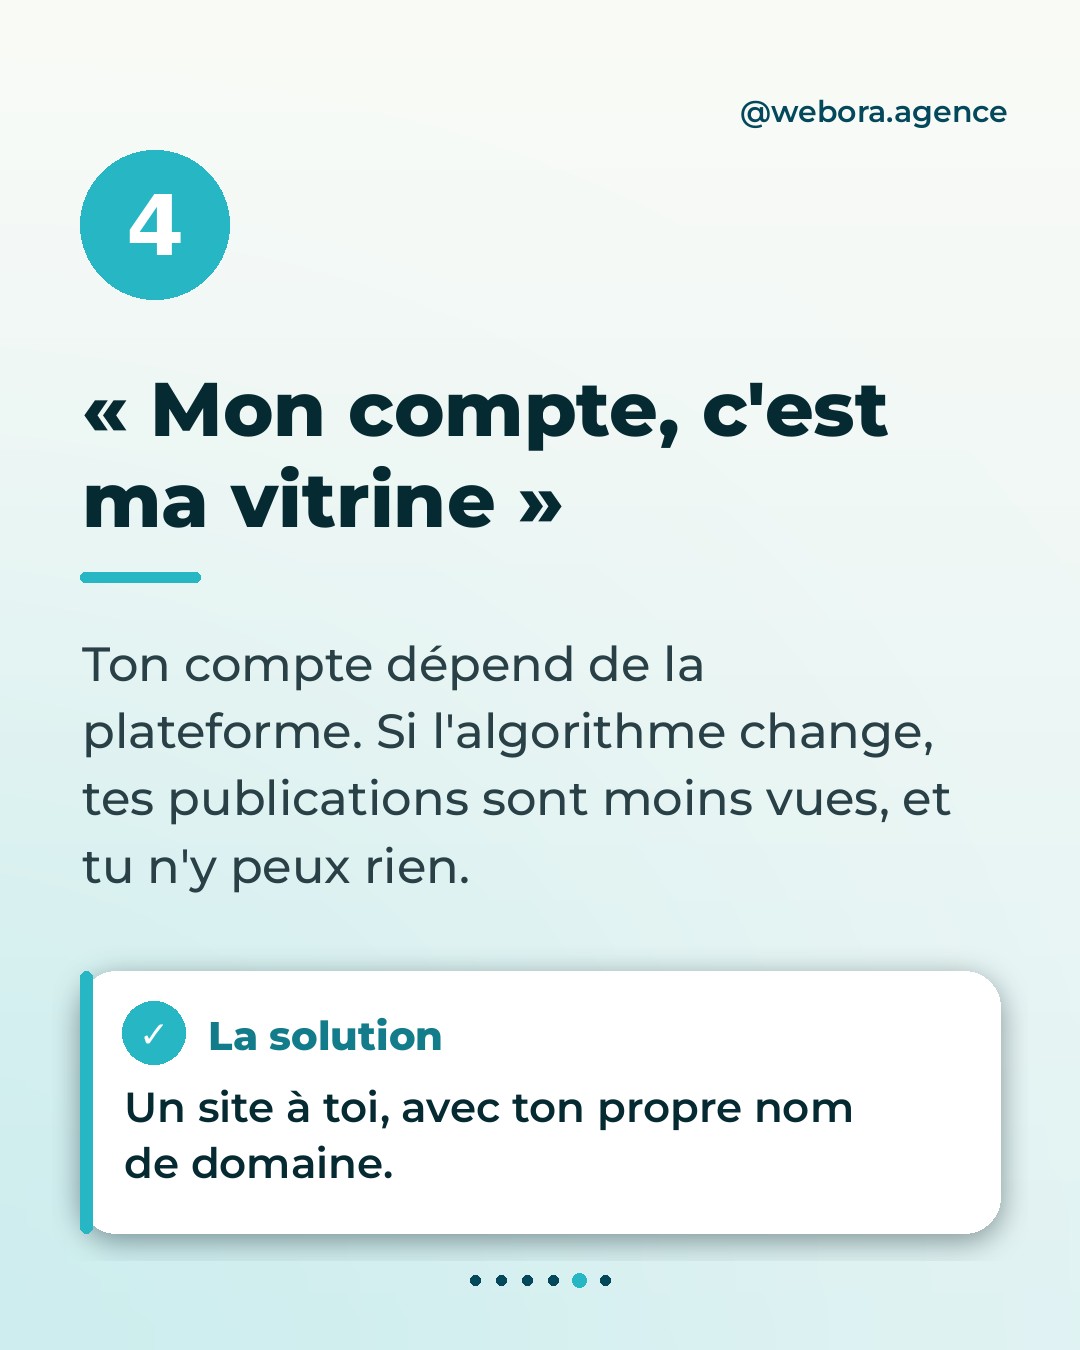 @webora.agence
4
« Mon compte, c'est
ma vitrine »
Ton compte dépend de la
plateforme. Si l'algorithme change,
tes publications sont moins vues, et
tu n'y peux rien.
✓ La solution
Un site à toi, avec ton propre nom
de domaine.